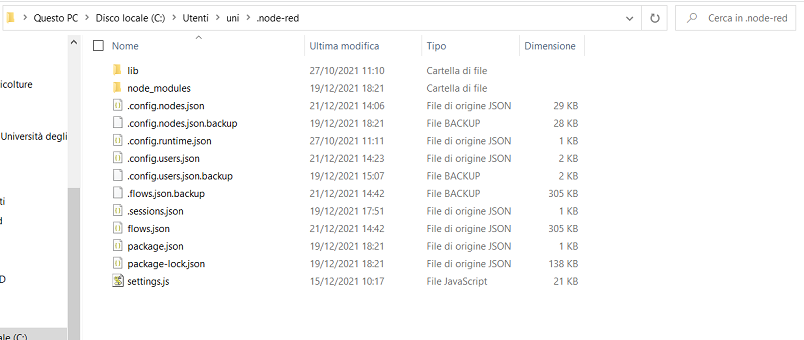 Questo PC > Disco locale (C:) > Utenti > uni > .node-red
Cerca in .node-red
Nome Ultima modifica Tipo Dimensione
lib 27/10/2021 11:10 Cartella di file
node_modules 19/12/2021 18:21 Cartella di file
.config.nodes.json 21/12/2021 14:06 File di origine JSON 29 KB
.config.nodes.json.backup 19/12/2021 18:21 File BACKUP 28 KB
.config.runtime.json 27/10/2021 11:11 File di origine JSON 1 KB
.config.users.json 21/12/2021 14:23 File di origine JSON 2 KB
.config.users.json.backup 19/12/2021 15:07 File BACKUP 2 KB
.flows.json.backup 21/12/2021 14:42 File BACKUP 305 KB
.sessions.json 19/12/2021 17:51 File di origine JSON 1 KB
flows.json 21/12/2021 14:42 File di origine JSON 305 KB
package.json 19/12/2021 18:21 File di origine JSON 1 KB
package-lock.json 19/12/2021 18:21 File di origine JSON 138 KB
settings.js 15/12/2021 10:17 File JavaScript 21 KB
icolture
Università degli
ti
d
D
ale (C:)